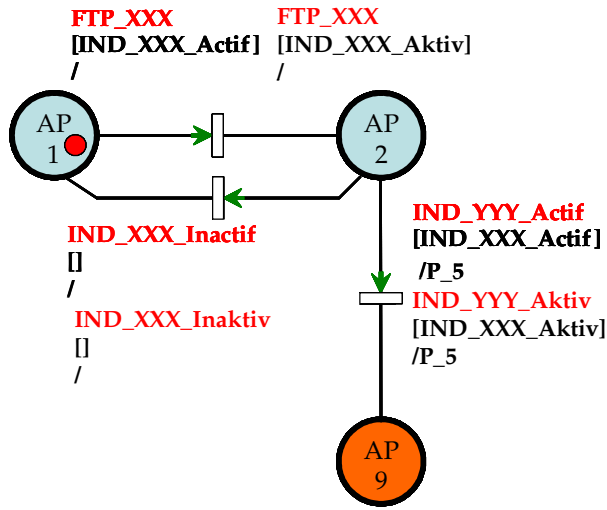 FTP_XXX
[IND_XXX_Actif]
/
FTP_XXX
[IND_XXX_Aktiv]
/
AP
1
AP
2
IND_XXX_Inactif
[]
/
IND_XXX_Inaktiv
[]
/
IND_YYY_Actif
[IND_XXX_Actif]
/P_5
IND_YYY_Aktiv
[IND_XXX_Aktiv]
/P_5
AP
9